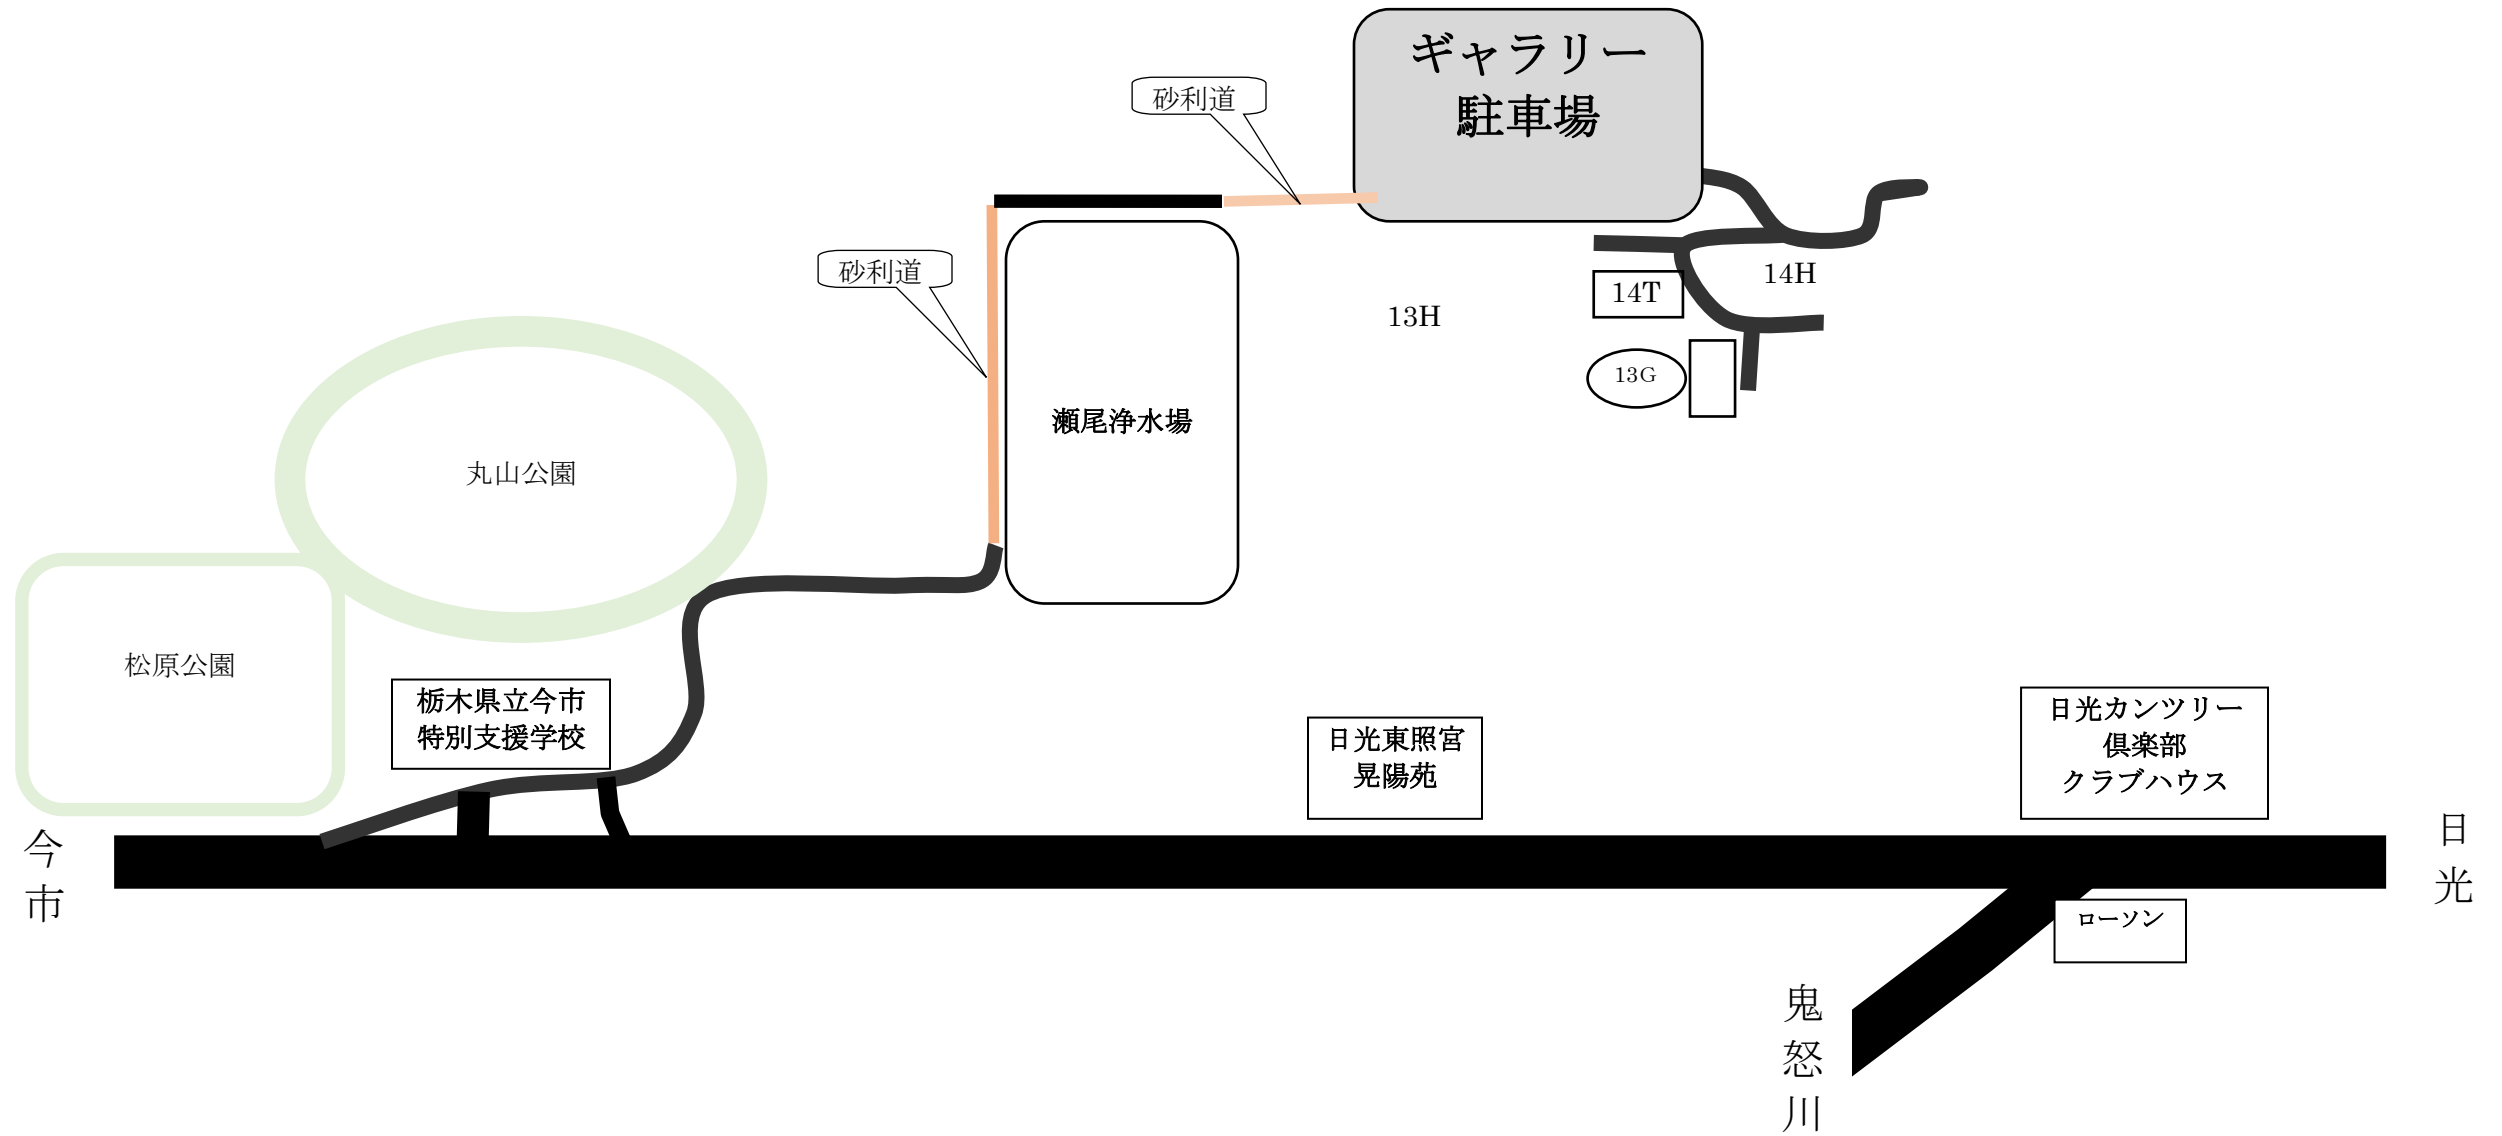 ギャラリー
駐車場
砂利道
砂利道
14H
14T
13H
13G
瀬尾浄水場
丸山公園
松原公園
栃木県立今市
特別支援学校
日光東照宮
晃陽苑
日光カンツリー
倶楽部
クラブハウス
今市
日光
ローソン
鬼怒川